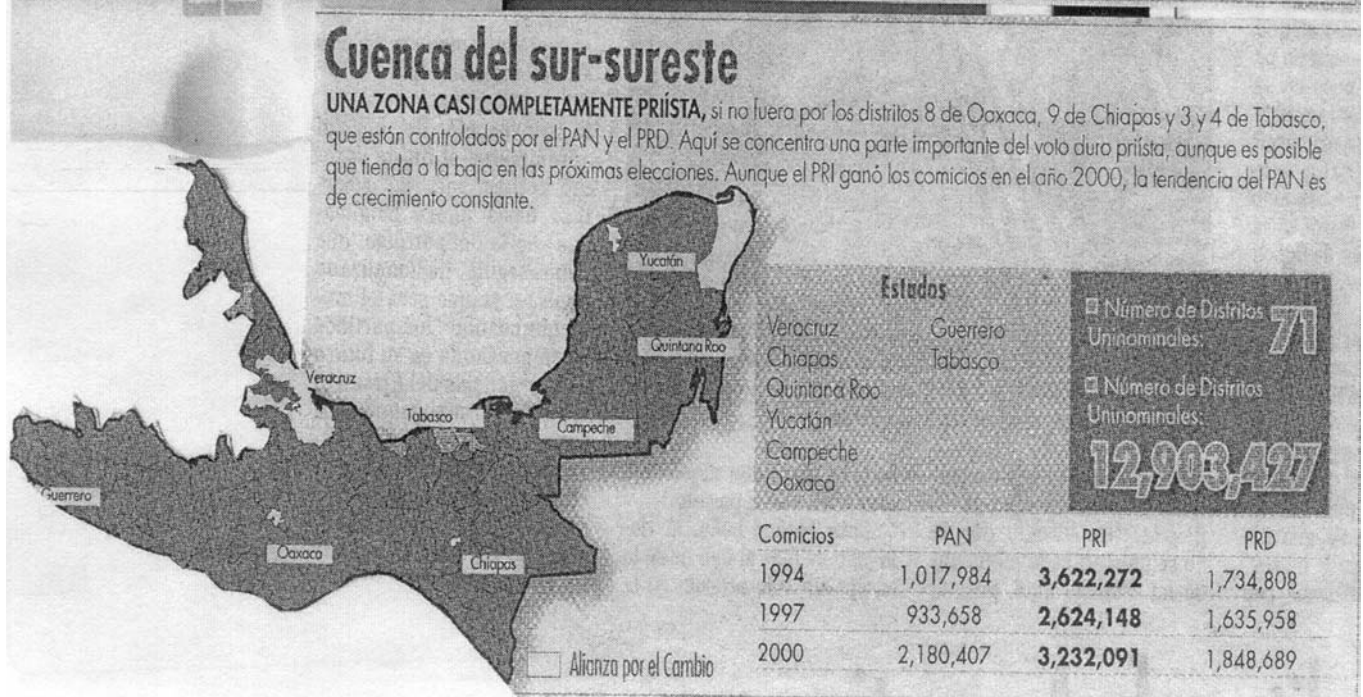 Cuenca del sur-sureste
UNA ZONA CASI COMPLETAMENTE PRIÍSTA, si no fuera por los distritos 8 de Oaxaca, 9 de Chiapas y 3 y 4 de Tabasco,
que están controlados por el PAN y el PRD. Aquí se concentra una parte importante del voto duro priísta, aunque es posible
que tienda a la baja en las próximas elecciones. Aunque el PRI ganó los comicios en el año 2000, la tendencia del PAN es
de crecimiento constante.
Yucatán
Quintana Roo
Veracruz
Tabasco
Campeche
Guerrero
Oaxaca
Chiapas
Alianza por el Cambio
Estados
Veracruz Guerrero
Chiapas Tabasco
Quintana Roo
Yucatán
Campeche
Oaxaca
Número de Distritos
Uninominales: 71
Número de Distritos
Uninominales:
12,903,427
Comicios PAN PRI PRD
1994 1,017,984 3,622,272 1,734,808
1997 933,658 2,624,148 1,635,958
2000 2,180,407 3,232,091 1,848,689